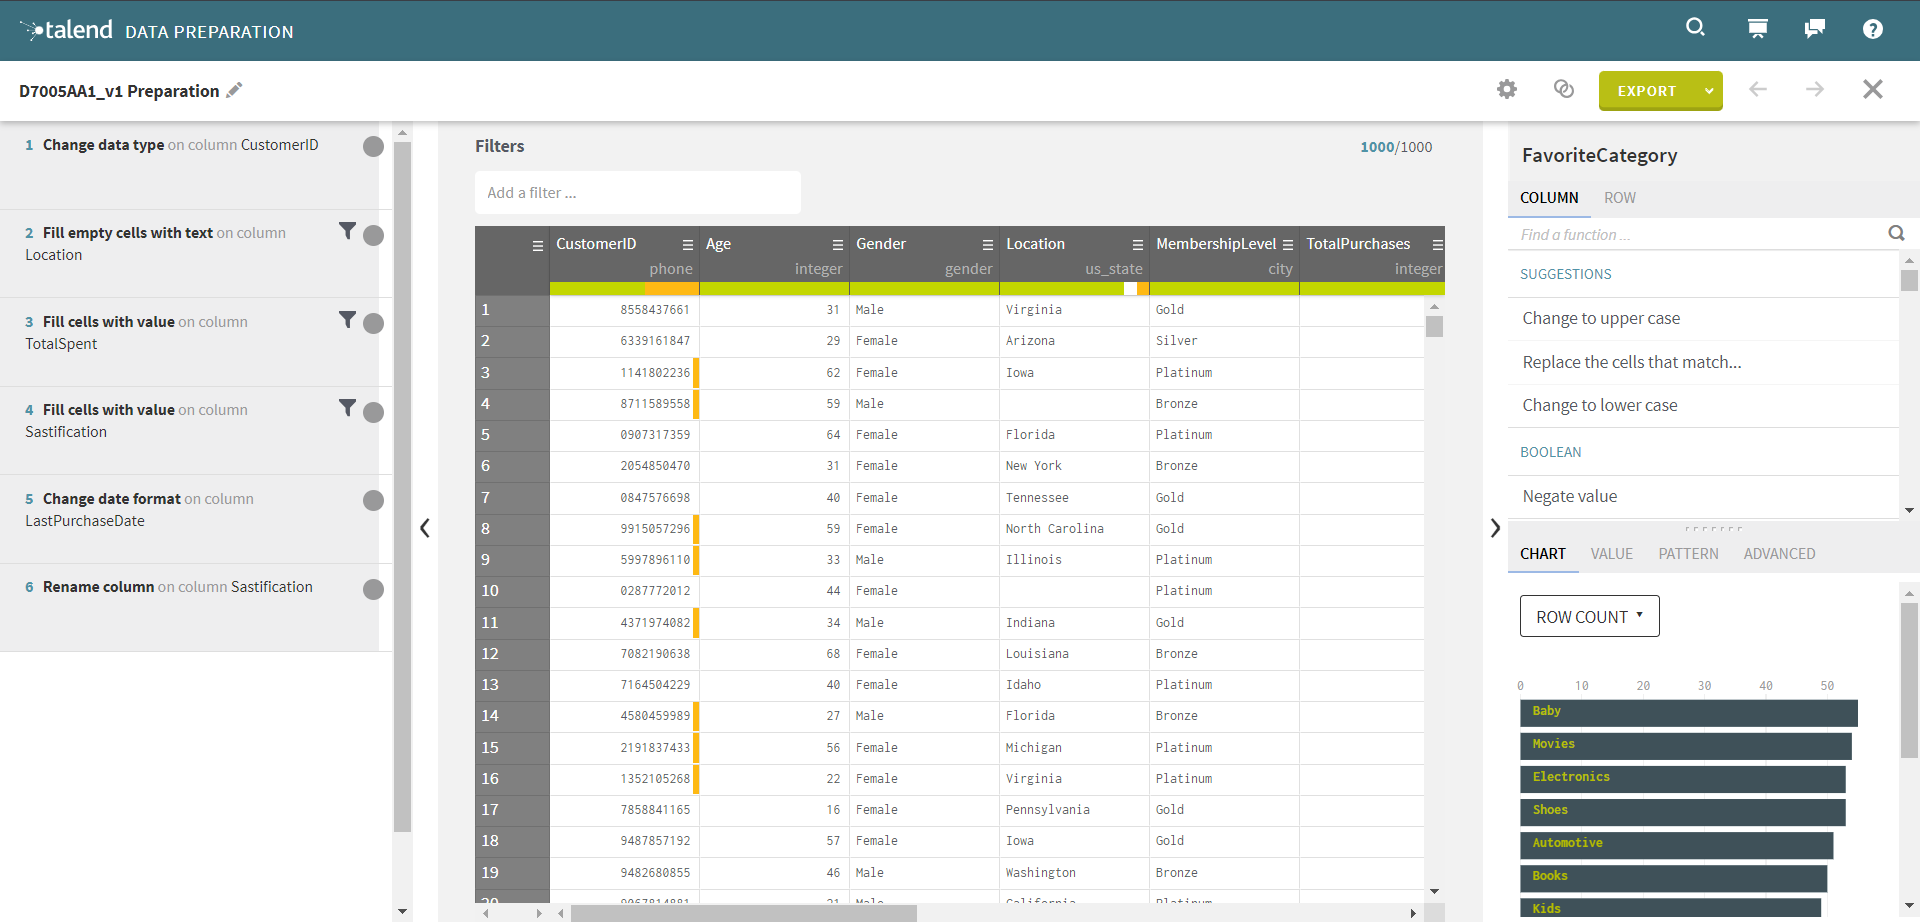 talend DATA PREPARATION
D7005AA1_v1 Preparation
EXPORT
1 Change data type on column CustomerID
2 Fill empty cells with text on column
Location
3 Fill cells with value on column
TotalSpent
4 Fill cells with value on column
Sastification
5 Change date format on column
LastPurchaseDate
6 Rename column on column Sastification
Filters
1000/1000
Add a filter ...
CustomerID Age Gender Location MembershipLevel TotalPurchases
phone integer gender us_state city integer
1 8558437661 31 Male Virginia Gold
2 6339161847 29 Female Arizona Silver
3 1141802236 62 Female Iowa Platinum
4 8711589558 59 Male Bronze
5 0907317359 64 Female Florida Platinum
6 2054850470 31 Female New York Bronze
7 0847576698 40 Female Tennessee Gold
8 9915057296 59 Female North Carolina Gold
9 5997896110 33 Male Illinois Platinum
10 0287772012 44 Female Platinum
11 4371974082 34 Male Indiana Gold
12 7082190638 68 Female Louisiana Bronze
13 7164504229 40 Female Idaho Platinum
14 4580459989 27 Male Florida Bronze
15 2191837433 56 Female Michigan Platinum
16 1352105268 22 Female Virginia Platinum
17 7858841165 16 Female Pennsylvania Gold
18 9487857192 57 Female Iowa Gold
19 9482680855 46 Male Washington Bronze
FavoriteCategory
COLUMN ROW
Find a function ...
SUGGESTIONS
Change to upper case
Replace the cells that match...
Change to lower case
BOOLEAN
Negate value
CHART VALUE PATTERN ADVANCED
ROW COUNT
0 10 20 30 40 50
Baby
Movies
Electronics
Shoes
Automotive
Books
Kids